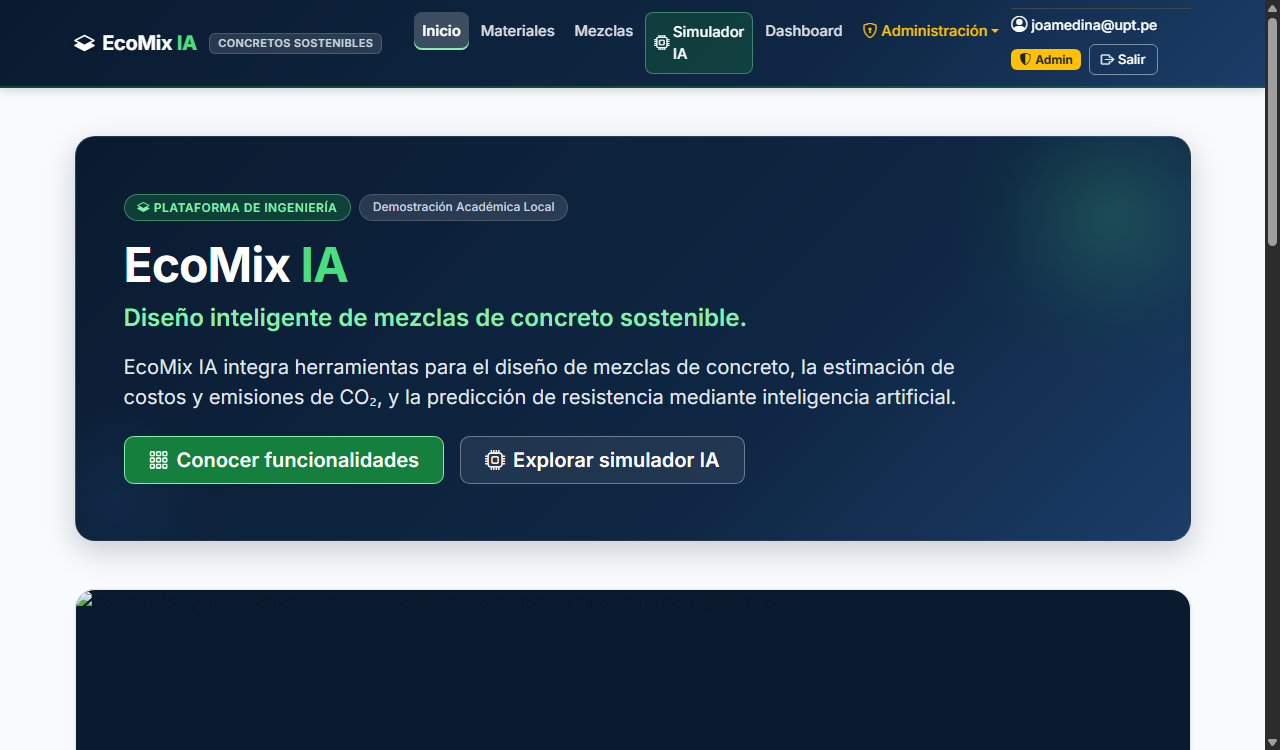 EcoMix IA
CONCRETOS SOSTENIBLES
Inicio
Materiales
Mezclas
Simulador
IA
Dashboard
Administración
joamedina@upt.pe
Admin
Salir
PLATAFORMA DE INGENIERÍA
Demostración Académica Local
EcoMix IA
Diseño inteligente de mezclas de concreto sostenible.
EcoMix IA integra herramientas para el diseño de mezclas de concreto, la estimación de
costos y emisiones de CO₂, y la predicción de resistencia mediante inteligencia artificial.
Conocer funcionalidades
Explorar simulador IA